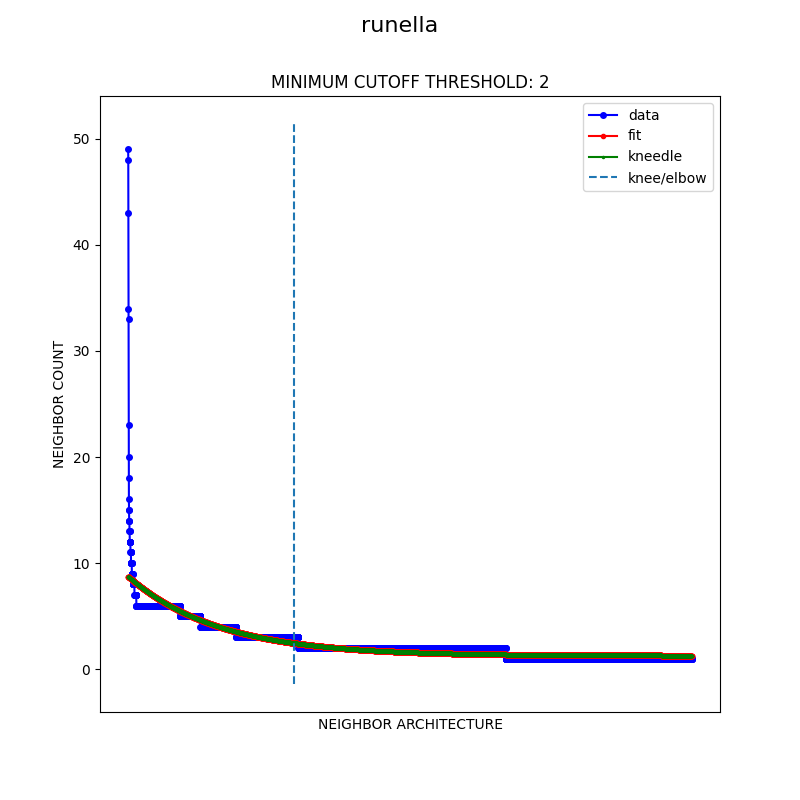 runella
MINIMUM CUTOFF THRESHOLD: 2
data
fit
kneedle
knee/elbow
50
40
30
20
10
0
NEIGHBOR COUNT
NEIGHBOR ARCHITECTURE